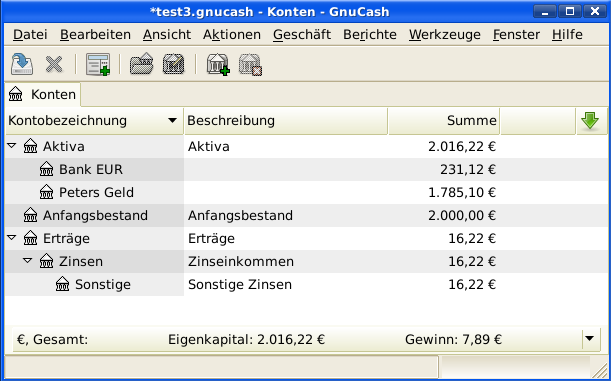 *test3.gnucash - Konten - GnuCash
Datei Bearbeiten Ansicht Aktionen Geschäft Berichte Werkzeuge Fenster Hilfe
Konten
Kontobezeichnung Beschreibung Summe
Aktiva Aktiva 2.016,22 €
Bank EUR 231,12 €
Peters Geld 1.785,10 €
Anfangsbestand Anfangsbestand 2.000,00 €
Erträge Erträge 16,22 €
Zinsen Zinseinkommen 16,22 €
Sonstige Sonstige Zinsen 16,22 €
€, Gesamt: Eigenkapital: 2.016,22 € Gewinn: 7,89 €